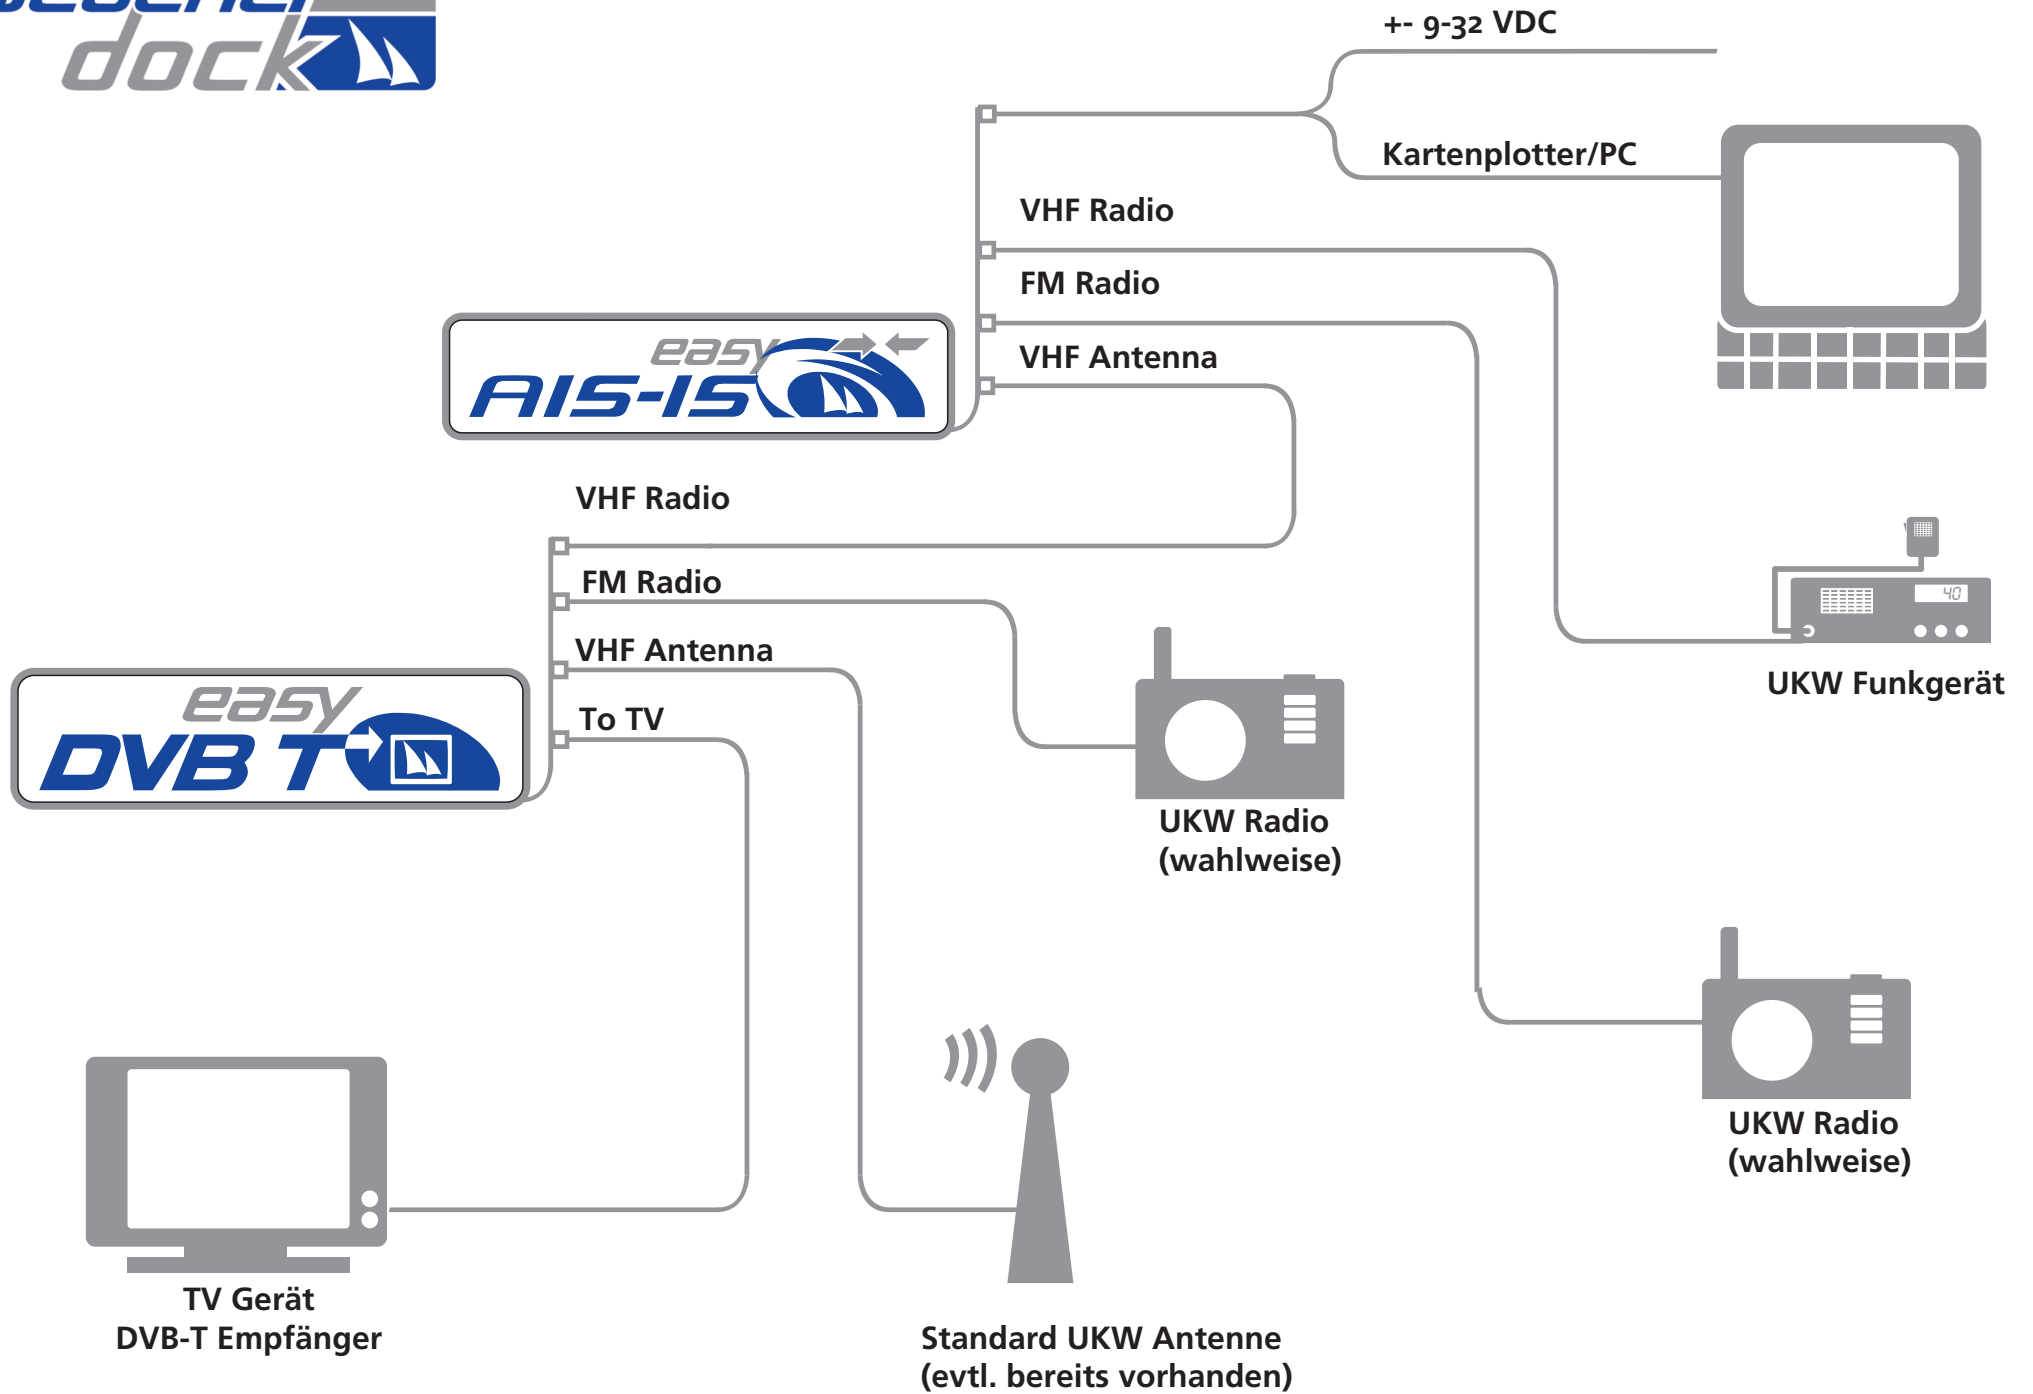 dock
+- 9-32 VDC
Kartenplotter/PC
VHF Radio
FM Radio
VHF Antenna
easy
AIS-IS
VHF Radio
FM Radio
VHF Antenna
To TV
easy
DVB T
40
UKW Funkgerät
UKW Radio
(wahlweise)
UKW Radio
(wahlweise)
TV Gerät
DVB-T Empfänger
Standard UKW Antenne
(evtl. bereits vorhanden)